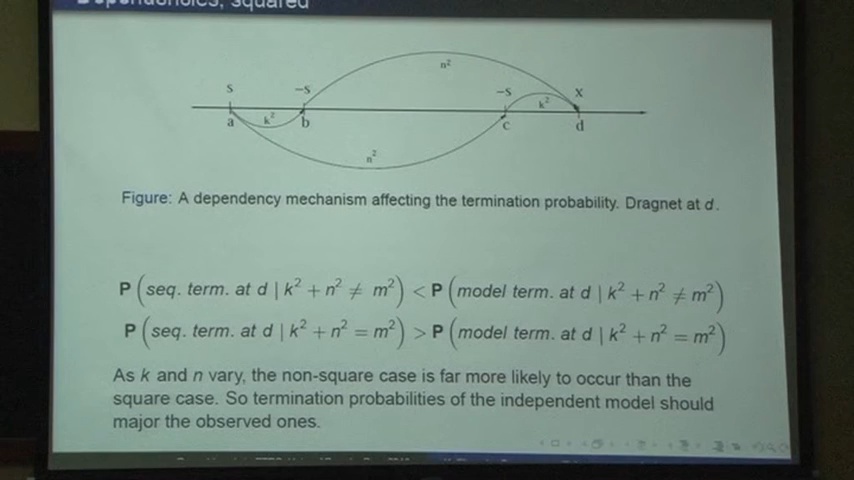 Dependencies, squared
n²
s -s -s x
k² k²
a b c d
n²
Figure: A dependency mechanism affecting the termination probability. Dragnet at d.
P (seq. term. at d | k² + n² ≠ m²) < P (model term. at d | k² + n² ≠ m²)
P (seq. term. at d | k² + n² = m²) > P (model term. at d | k² + n² = m²)
As k and n vary, the non-square case is far more likely to occur than the
square case. So termination probabilities of the independent model should
major the observed ones.